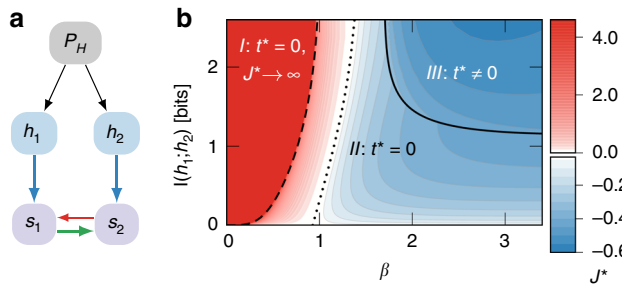 a
P_H
h_1
h_2
s_1
s_2
b
I(h_1;h_2) [bits]
2
1
0
I: t* = 0,
J* → ∞
III: t* ≠ 0
II: t* = 0
0
1
2
3
β
4.0
2.0
0.0
−0.2
−0.4
−0.6
J*